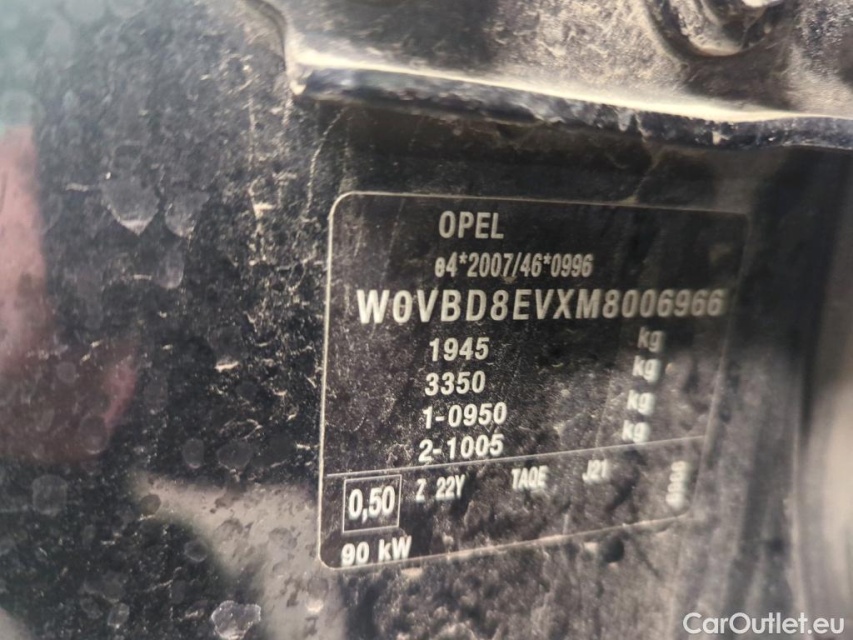 OPEL
e4*2007/46*0996
W0VBD8EVXM8006966
1945 kg
3350 kg
1-0950 kg
2-1005 kg
0,50 Z 22Y TAQE J21
90 kW
CarOutlet.eu